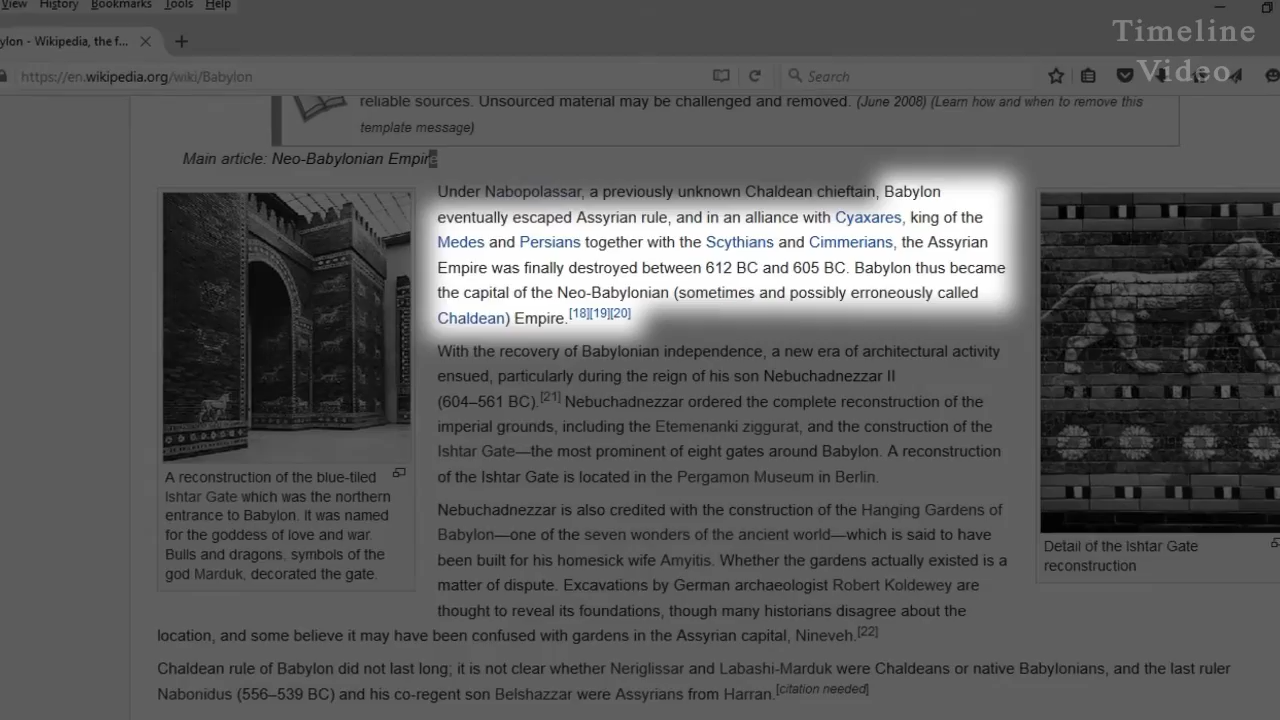 View History Bookmarks Tools Help
Timeline
Video
ylon - Wikipedia, the f...
https://en.wikipedia.org/wiki/Babylon
Search
reliable sources. Unsourced material may be challenged and removed. (June 2008) (Learn how and when to remove this
template message)
Main article: Neo-Babylonian Empire
Under Nabopolassar, a previously unknown Chaldean chieftain, Babylon
eventually escaped Assyrian rule, and in an alliance with Cyaxares, king of the
Medes and Persians together with the Scythians and Cimmerians, the Assyrian
Empire was finally destroyed between 612 BC and 605 BC. Babylon thus became
the capital of the Neo-Babylonian (sometimes and possibly erroneously called
Chaldean) Empire.[18][19][20]
With the recovery of Babylonian independence, a new era of architectural activity
ensued, particularly during the reign of his son Nebuchadnezzar II
(604–561 BC).[21] Nebuchadnezzar ordered the complete reconstruction of the
imperial grounds, including the Etemenanki ziggurat, and the construction of the
Ishtar Gate—the most prominent of eight gates around Babylon. A reconstruction
of the Ishtar Gate is located in the Pergamon Museum in Berlin.
Nebuchadnezzar is also credited with the construction of the Hanging Gardens of
Babylon—one of the seven wonders of the ancient world—which is said to have
been built for his homesick wife Amyitis. Whether the gardens actually existed is a
matter of dispute. Excavations by German archaeologist Robert Koldewey are
thought to reveal its foundations, though many historians disagree about the
location, and some believe it may have been confused with gardens in the Assyrian capital, Nineveh.[22]
Chaldean rule of Babylon did not last long; it is not clear whether Neriglissar and Labashi-Marduk were Chaldeans or native Babylonians, and the last ruler
Nabonidus (556–539 BC) and his co-regent son Belshazzar were Assyrians from Harran.[citation needed]
A reconstruction of the blue-tiled
Ishtar Gate which was the northern
entrance to Babylon. It was named
for the goddess of love and war.
Bulls and dragons, symbols of the
god Marduk, decorated the gate.
Detail of the Ishtar Gate
reconstruction